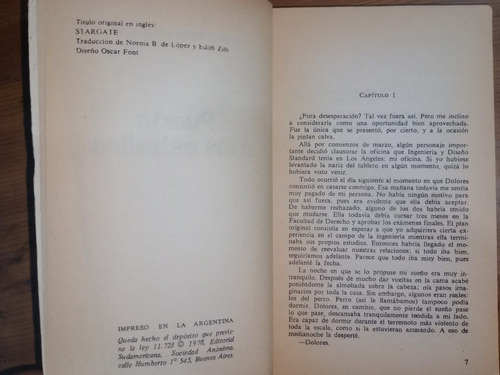 Título original en inglés:
STARGATE
Traducción de Norma B. de López y Edith Zilli
Diseño Oscar Font
IMPRESO EN LA ARGENTINA
Queda hecho el depósito que previe-
ne la ley 11.723 © 1978, Editorial
Sudamericana, Sociedad Anónima,
calle Humberto 1º 545, Buenos Aires.
CAPÍTULO 1
¿Pura desesperación? Tal vez fuera así. Pero me inclino
a considerarla como una oportunidad bien aprovechada.
Fue la única que se presentó, por cierto, y a la ocasión
la pintan calva.
Allá por comienzos de marzo, algún personaje impor-
tante decidió clausurar la oficina que Ingeniería y Diseño
Standard tenía en Los Angeles: mi oficina. Si yo hubiese
levantado la nariz del tablero en algún momento, quizá lo
hubiera visto venir.
Todo ocurrió el día siguiente al momento en que Dolores
consintió en casarse conmigo. Esa mañana todavía me sentía
muy pagado de mi persona. No había ningún motivo para
que así fuera, pues era evidente que ella debía aceptar.
De haberme rechazado, alguno de los dos habría tenido
que mudarse. Ella todavía debía cursar tres meses en la
Facultad de Derecho y aprobar los exámenes finales. El plan
original consistía en esperar a que yo adquiriera cierta ex-
periencia en el campo de la ingeniería mientras ella termi-
naba sus propios estudios. Entonces habría llegado el mo-
mento de reevaluar nuestras relaciones; si todo iba bien,
seguiríamos adelante. Parece que todo iba muy bien, pues
adelanté la fecha.
La noche en que se lo propuse mi sueño era muy in-
tranquilo. Después de mucho dar vueltas en la cama acabé
poniéndome la almohada sobre la cabeza; oía pasos imagi-
narios por toda la casa. Sin embargo, algunos eran reales:
los del perro. Perro (así le llamábamos) tampoco podía
dormir. Dolores, en cambio, que no pierde el sueño pase
lo que pase, descansaba tranquilamente tendida a mi lado.
Era capaz de dormir durante el terremoto más violento de
toda la escala, como si la estuvieran acunando. A eso de
medianoche la desperté.
—Dolores.
7